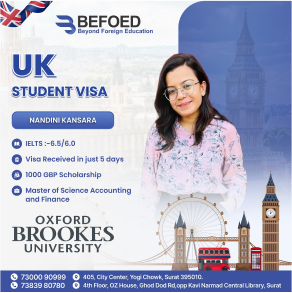 BEFOED
Beyond Foreign Education
UK
STUDENT VISA
NANDINI KANSARA
IELTS :-6.5/6.0
Visa Received in just 5 days
1000 GBP Scholarship
Master of Science Accounting
and Finance
OXFORD
BROOKES
UNIVERSITY
73000 90999
405, City Center, Yogi Chowk, Surat 395010.
73839 80780
4th Floor, OZ House, Ghod Dod Rd,opp Kavi Narmad Central Library, Surat